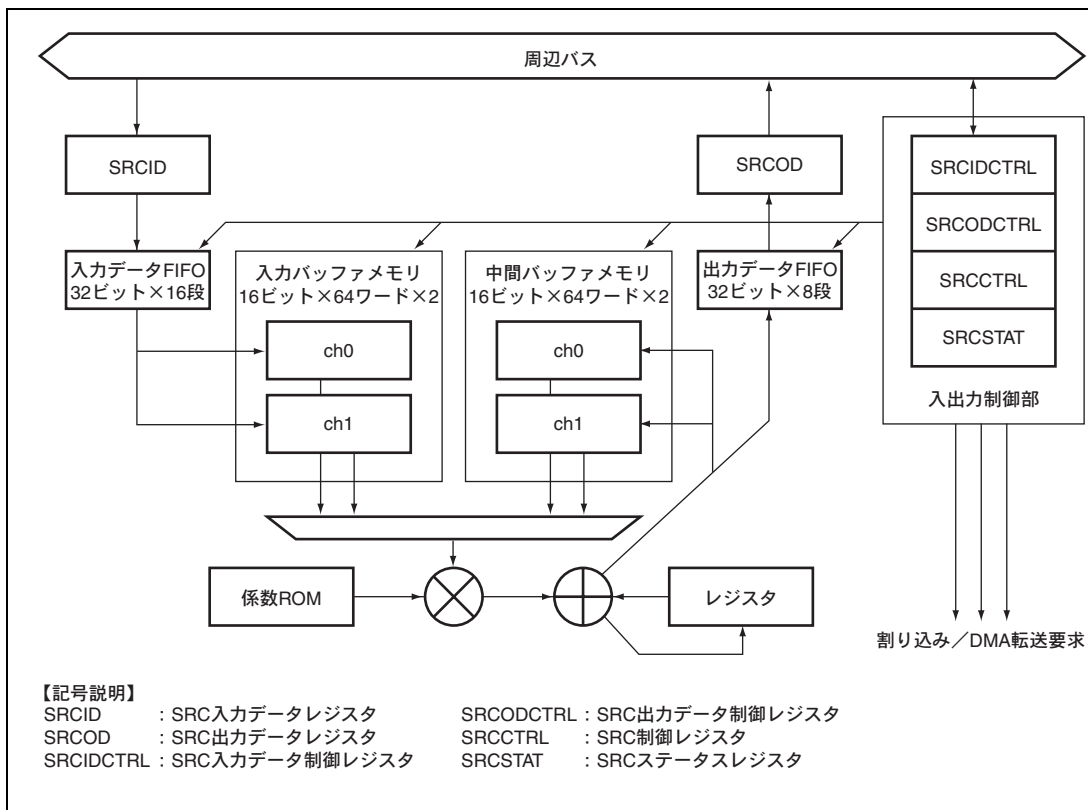 周辺バス
SRCID
SRCOD
SRCIDCTRL
SRCODCTRL
SRCCTRL
SRCSTAT
入出力制御部
入力データFIFO
32ビット×16段
入力バッファメモリ
16ビット×64ワード×2
ch0
ch1
中間バッファメモリ
16ビット×64ワード×2
ch0
ch1
出力データFIFO
32ビット×8段
係数ROM
レジスタ
割り込み／DMA転送要求
【記号説明】
SRCID : SRC入力データレジスタ
SRCOD : SRC出力データレジスタ
SRCIDCTRL : SRC入力データ制御レジスタ
SRCODCTRL : SRC出力データ制御レジスタ
SRCCTRL : SRC制御レジスタ
SRCSTAT : SRCステータスレジスタ